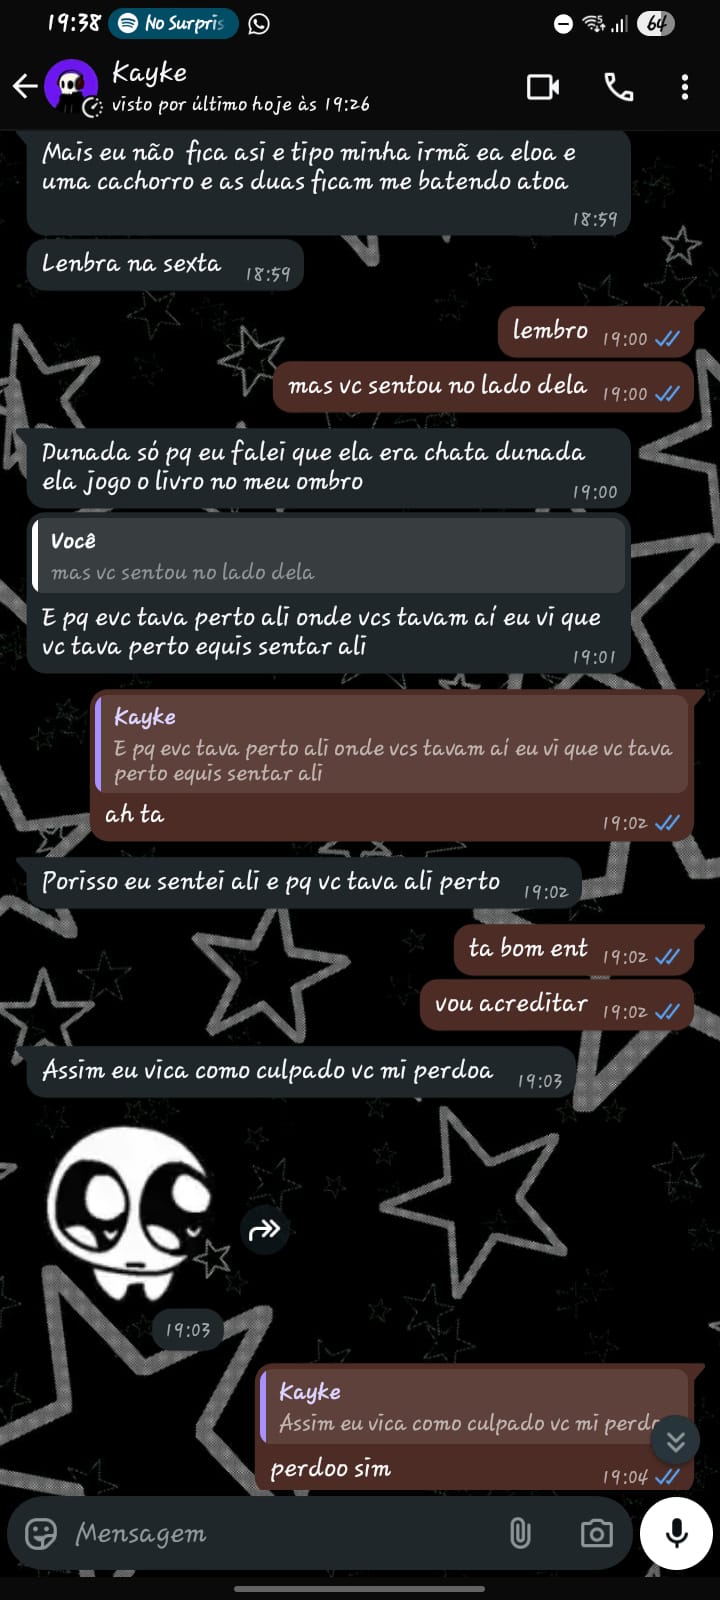 19:38 No Surpris 64
Kayke
visto por último hoje às 19:26
Mais eu não fica asi e tipo minha irmã ea eloa e
uma cachorro e as duas ficam me batendo atoa
18:59
Lenbra na sexta 18:59
lembro 19:00
mas vc sentou no lado dela 19:00
Dunada só pq eu falei que ela era chata dunada
ela jogo o livro no meu ombro
19:00
Você
mas vc sentou no lado dela
E pq evc tava perto ali onde vcs tavam aí eu vi que
vc tava perto equis sentar ali
19:01
Kayke
E pq evc tava perto ali onde vcs tavam aí eu vi que vc tava
perto equis sentar ali
ah ta
19:02
Porisso eu sentei ali e pq vc tava ali perto 19:02
ta bom ent 19:02
vou acreditar 19:02
Assim eu vica como culpado vc mi perdoa 19:03
19:03
Kayke
Assim eu vica como culpado vc mi perdo
perdoo sim
19:04
Mensagem